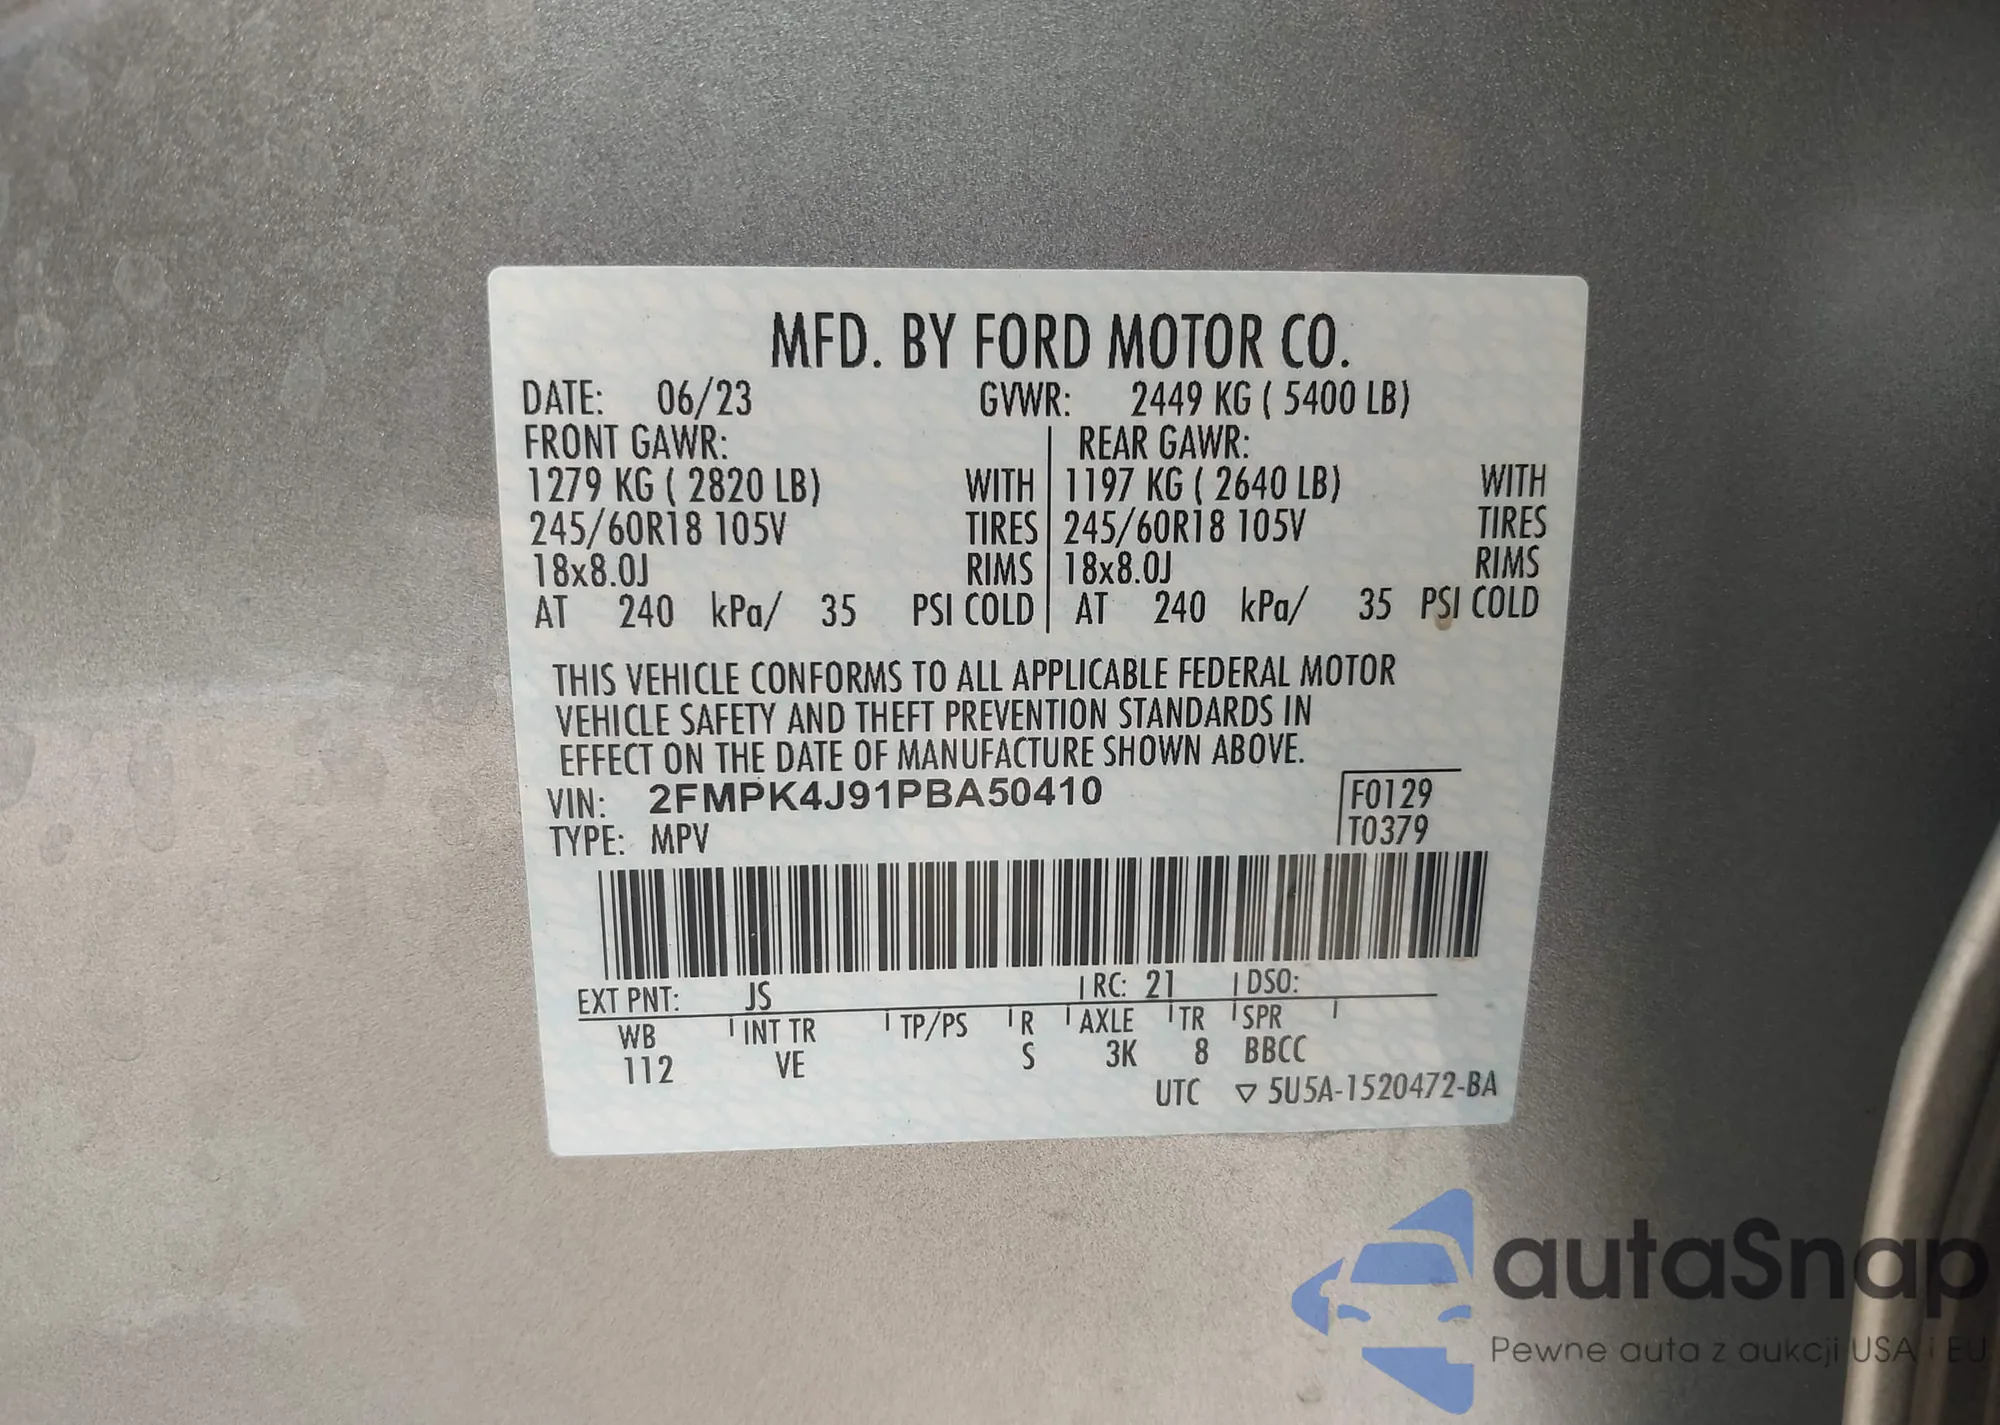 MFD. BY FORD MOTOR CO.
DATE: 06/23 GVWR: 2449 KG ( 5400 LB)
FRONT GAWR: REAR GAWR:
1279 KG ( 2820 LB) WITH 1197 KG ( 2640 LB) WITH
245/60R18 105V TIRES 245/60R18 105V TIRES
18x8.0J RIMS 18x8.0J RIMS
AT 240 kPa/ 35 PSI COLD AT 240 kPa/ 35 PSI COLD
THIS VEHICLE CONFORMS TO ALL APPLICABLE FEDERAL MOTOR
VEHICLE SAFETY AND THEFT PREVENTION STANDARDS IN
EFFECT ON THE DATE OF MANUFACTURE SHOWN ABOVE.
VIN: 2FMPK4J91PBA50410 F0129
TYPE: MPV T0379
EXT PNT: JS RC: 21 DSO:
WB INT TR TP/PS R AXLE TR SPR
112 VE S 3K 8 BBCC
UTC ▽ 5U5A-1520472-BA
autaSnap
Pewne auta z aukcji USA i EU